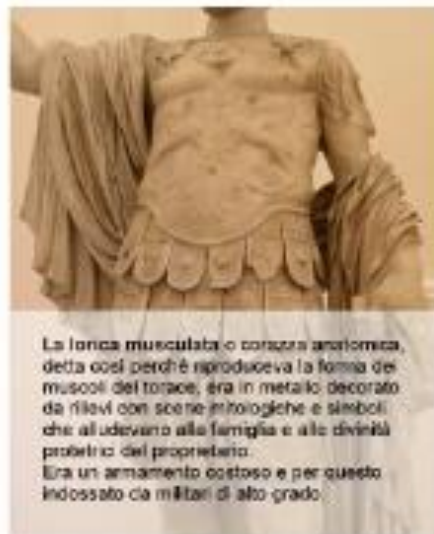 La lorica musculata o corazza anatomica,
detta così perchè riproduceva la forma dei
muscoli del torace, era in metallo decorato
da rilievi con scene mitologiche e simboli
che alludevano alla famiglia e alle divinità
protettrici del proprietario.
Era un armamento costoso e per questo
indossato da militari di alto grado.